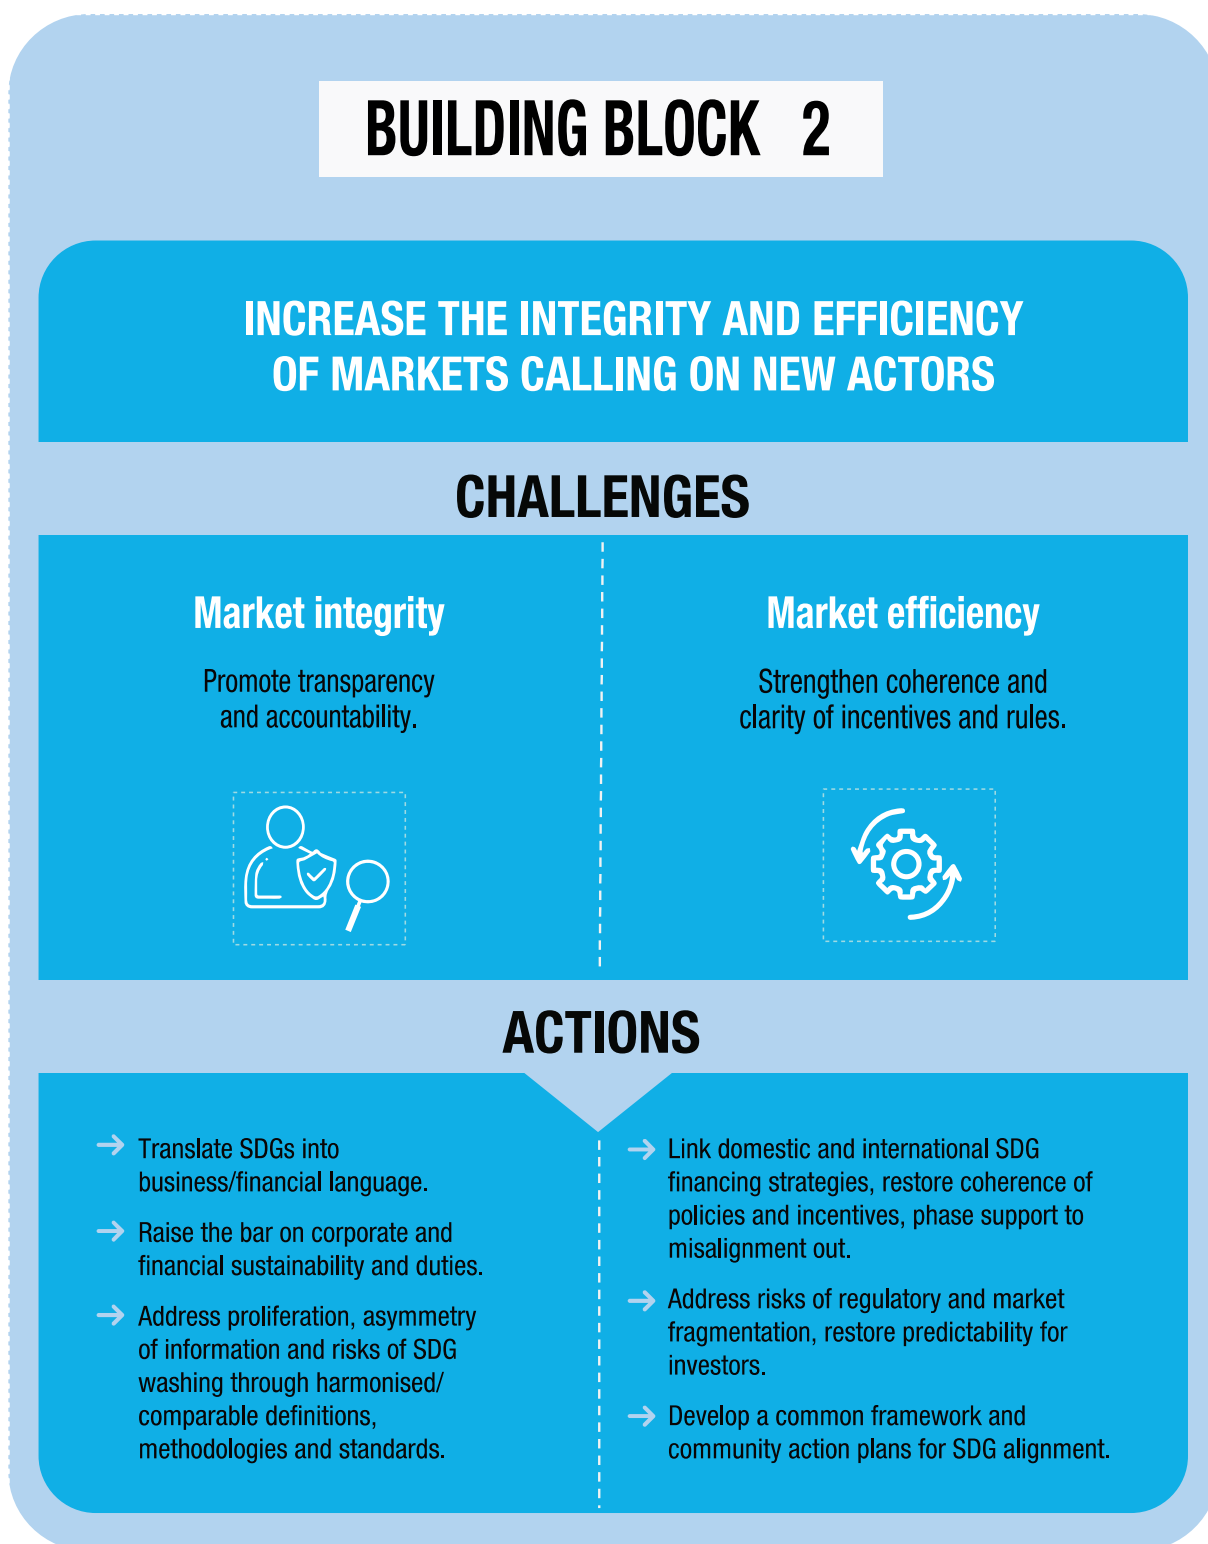 BUILDING BLOCK 2
INCREASE THE INTEGRITY AND EFFICIENCY
OF MARKETS CALLING ON NEW ACTORS
CHALLENGES
Market integrity
Promote transparency
and accountability.
Market efficiency
Strengthen coherence and
clarity of incentives and rules.
ACTIONS
Translate SDGs into
business/financial language.
Raise the bar on corporate and
financial sustainability and duties.
Address proliferation, asymmetry
of information and risks of SDG
washing through harmonised/
comparable definitions,
methodologies and standards.
Link domestic and international SDG
financing strategies, restore coherence of
policies and incentives, phase support to
misalignment out.
Address risks of regulatory and market
fragmentation, restore predictability for
investors.
Develop a common framework and
community action plans for SDG alignment.